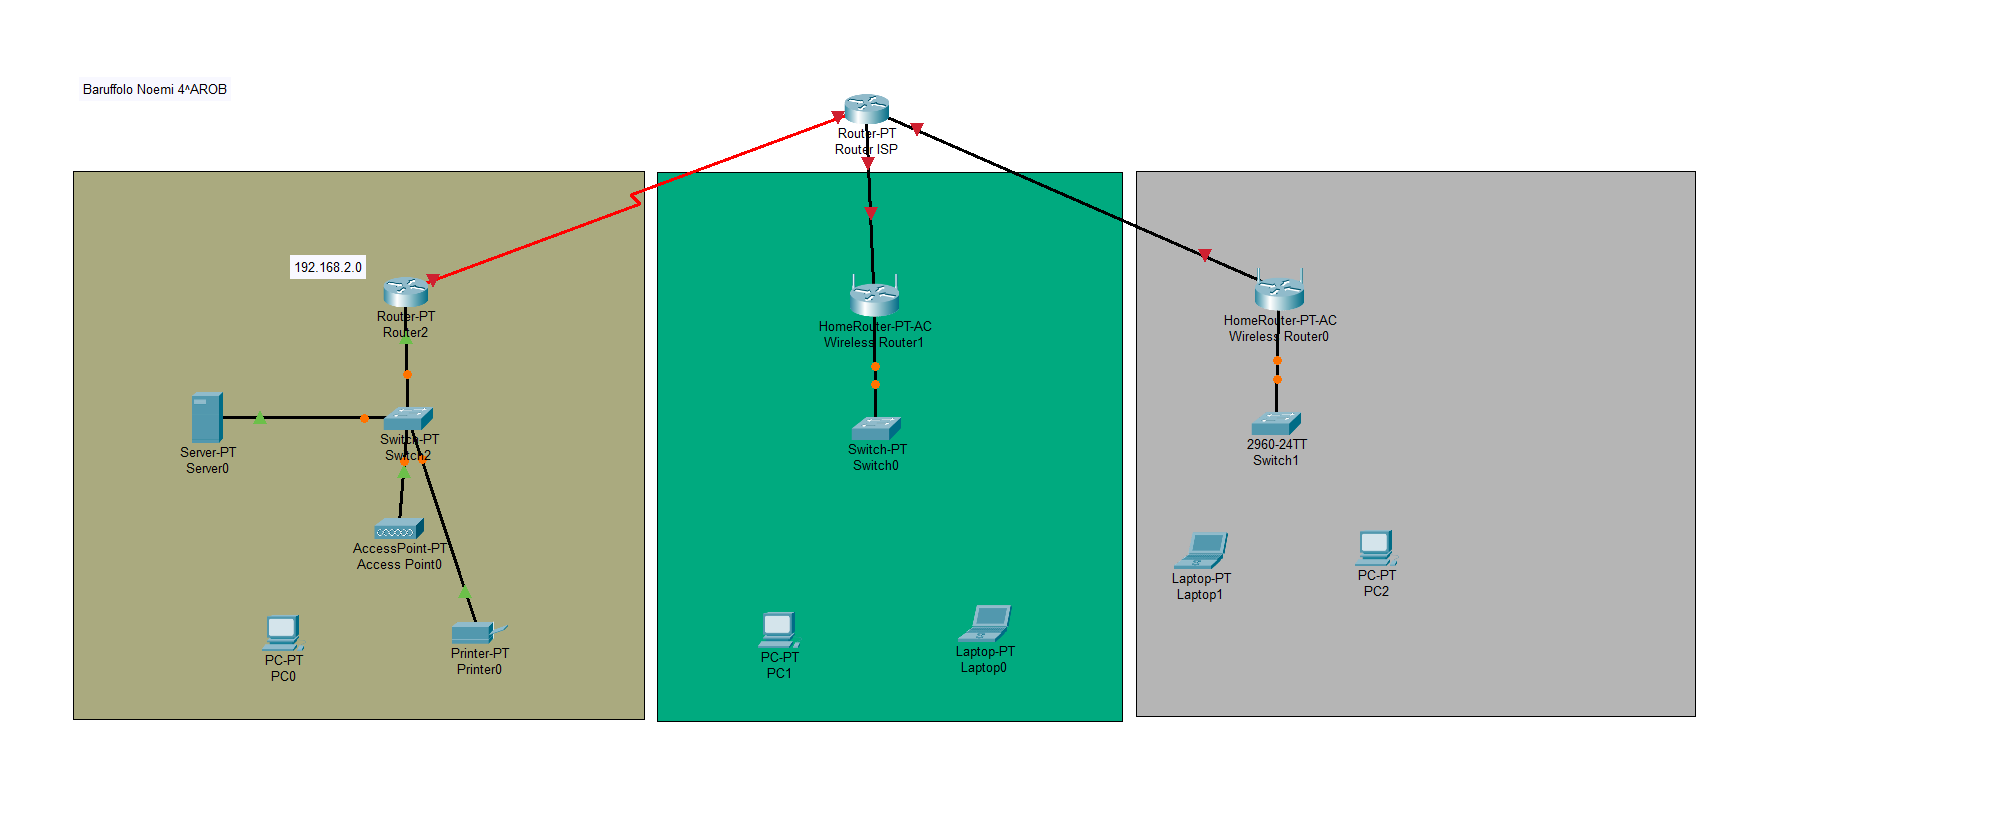 Baruffolo Noemi 4^AROB
Router-PT
Router ISP
192.168.2.0
Router-PT
Router2
HomeRouter-PT-AC
Wireless Router1
HomeRouter-PT-AC
Wireless Router0
Server-PT
Server0
Switch-PT
Switch2
Switch-PT
Switch0
2960-24TT
Switch1
AccessPoint-PT
Access Point0
Laptop-PT
Laptop1
PC-PT
PC2
PC-PT
PC0
Printer-PT
Printer0
PC-PT
PC1
Laptop-PT
Laptop0